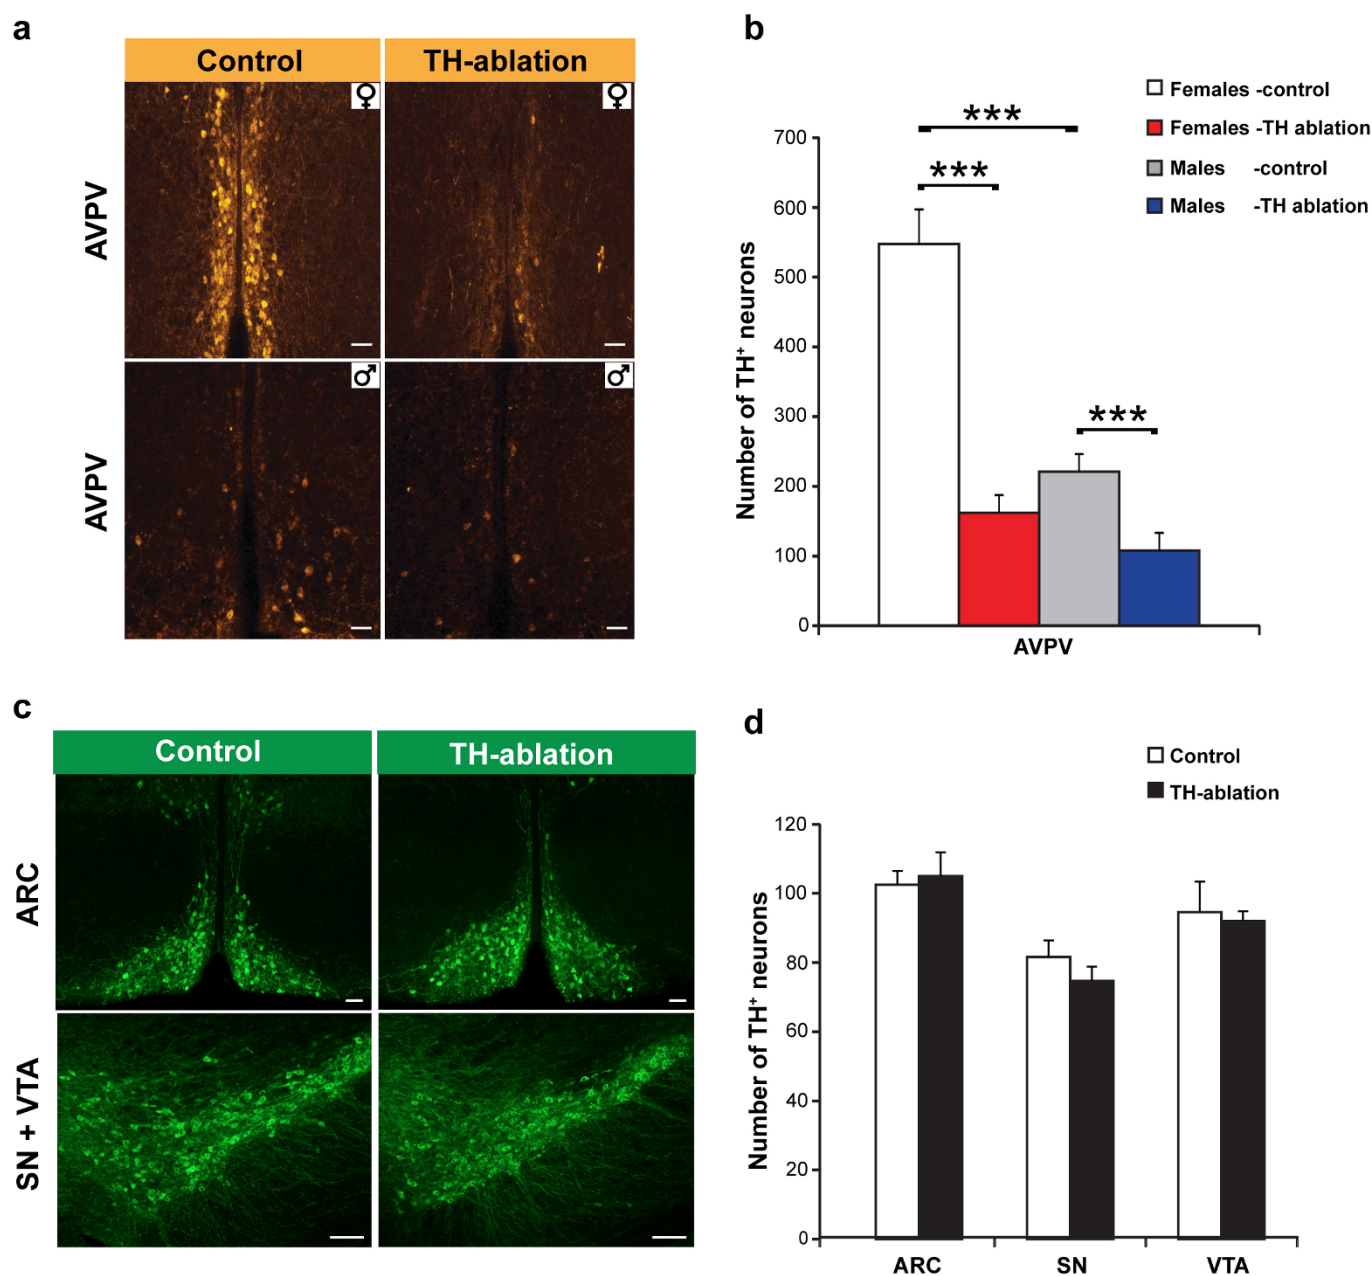 a
Control TH-ablation
♀ ♀
AVPV
♂ ♂
AVPV
b
Females -control
Females -TH ablation
Males -control
Males -TH ablation
***
***
***
Number of TH⁺ neurons
700
600
500
400
300
200
100
0
AVPV
c
Control TH-ablation
ARC
SN + VTA
d
Control
TH-ablation
Number of TH⁺ neurons
120
100
80
60
40
20
0
ARC SN VTA